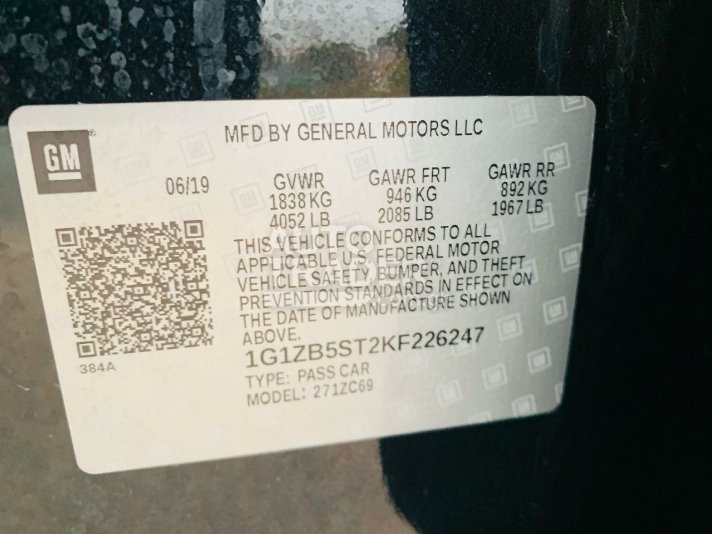 GM
MFD BY GENERAL MOTORS LLC
06/19
GVWR
1838 KG
4052 LB
GAWR FRT
946 KG
2085 LB
GAWR RR
892 KG
1967 LB
THIS VEHICLE CONFORMS TO ALL
APPLICABLE U.S. FEDERAL MOTOR
VEHICLE SAFETY, BUMPER, AND THEFT
PREVENTION STANDARDS IN EFFECT ON
THE DATE OF MANUFACTURE SHOWN
ABOVE.
384A
1G1ZB5ST2KF226247
TYPE: PASS CAR
MODEL: 271ZC69